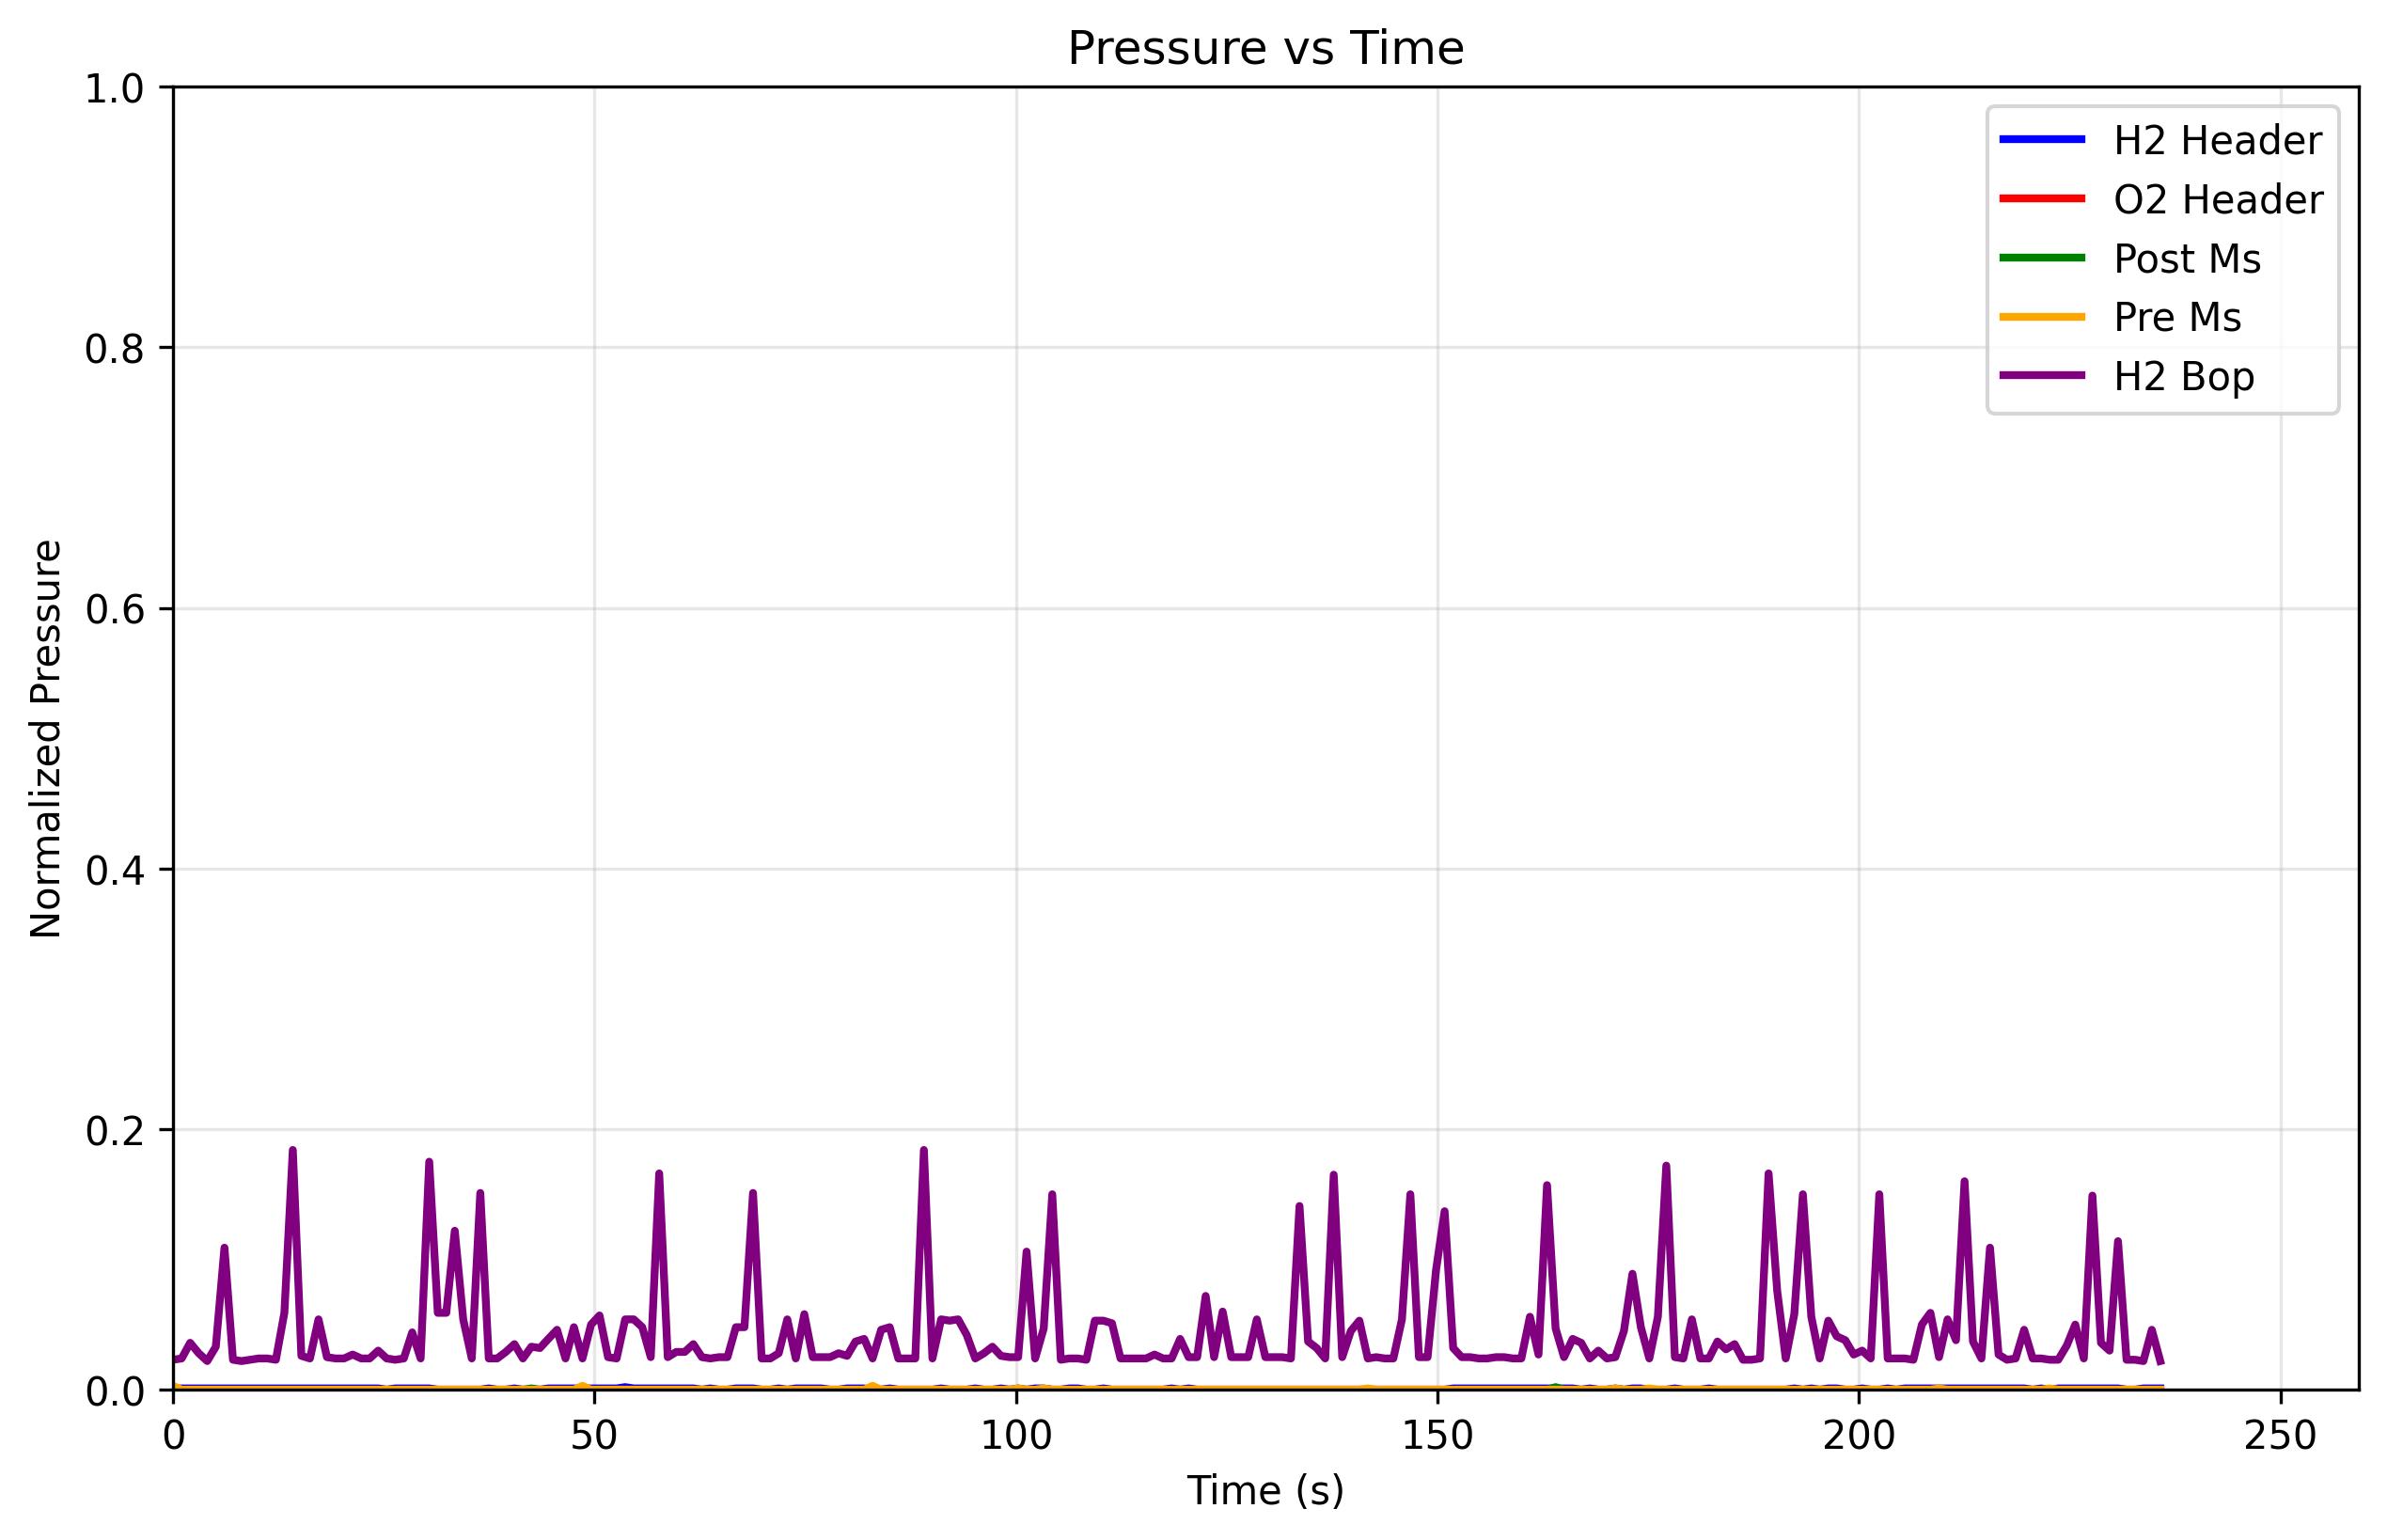 Pressure vs Time
1.0
0.8
0.6
0.4
0.2
0.0
Normalized Pressure
H2 Header
O2 Header
Post Ms
Pre Ms
H2 Bop
0
50
100
150
200
250
Time (s)